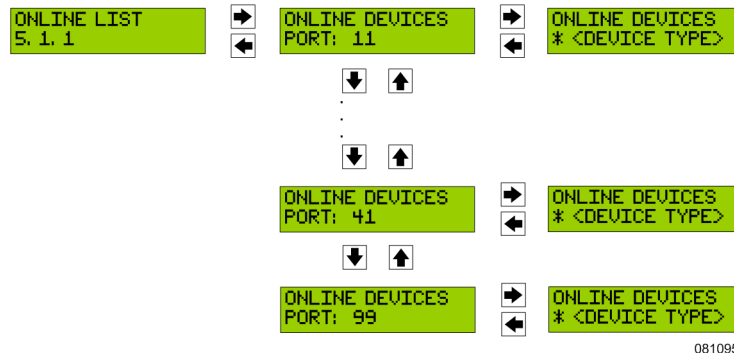 ONLINE LIST
5. 1. 1
ONLINE DEVICES
PORT: 11
ONLINE DEVICES
* <DEVICE TYPE>
.
.
.
ONLINE DEVICES
PORT: 41
ONLINE DEVICES
* <DEVICE TYPE>
ONLINE DEVICES
PORT: 99
ONLINE DEVICES
* <DEVICE TYPE>
081095